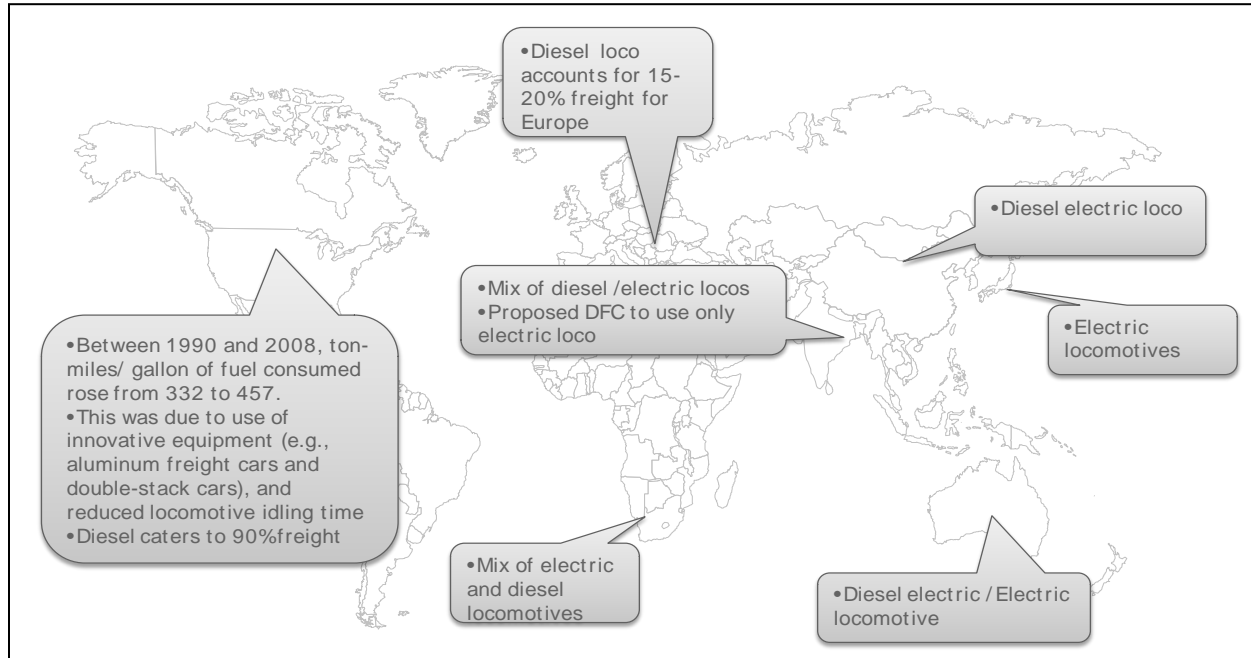 •Diesel loco
accounts for 15-
20% freight for
Europe
•Diesel electric loco
•Mix of diesel /electric locos
•Proposed DFC to use only
electric loco
•Electric
locomotives
•Between 1990 and 2008, ton-
miles/ gallon of fuel consumed
rose from 332 to 457.
•This was due to use of
innovative equipment (e.g.,
aluminum freight cars and
double-stack cars), and
reduced locomotive idling time
•Diesel caters to 90%freight
•Mix of electric
and diesel
locomotives
•Diesel electric / Electric
locomotive